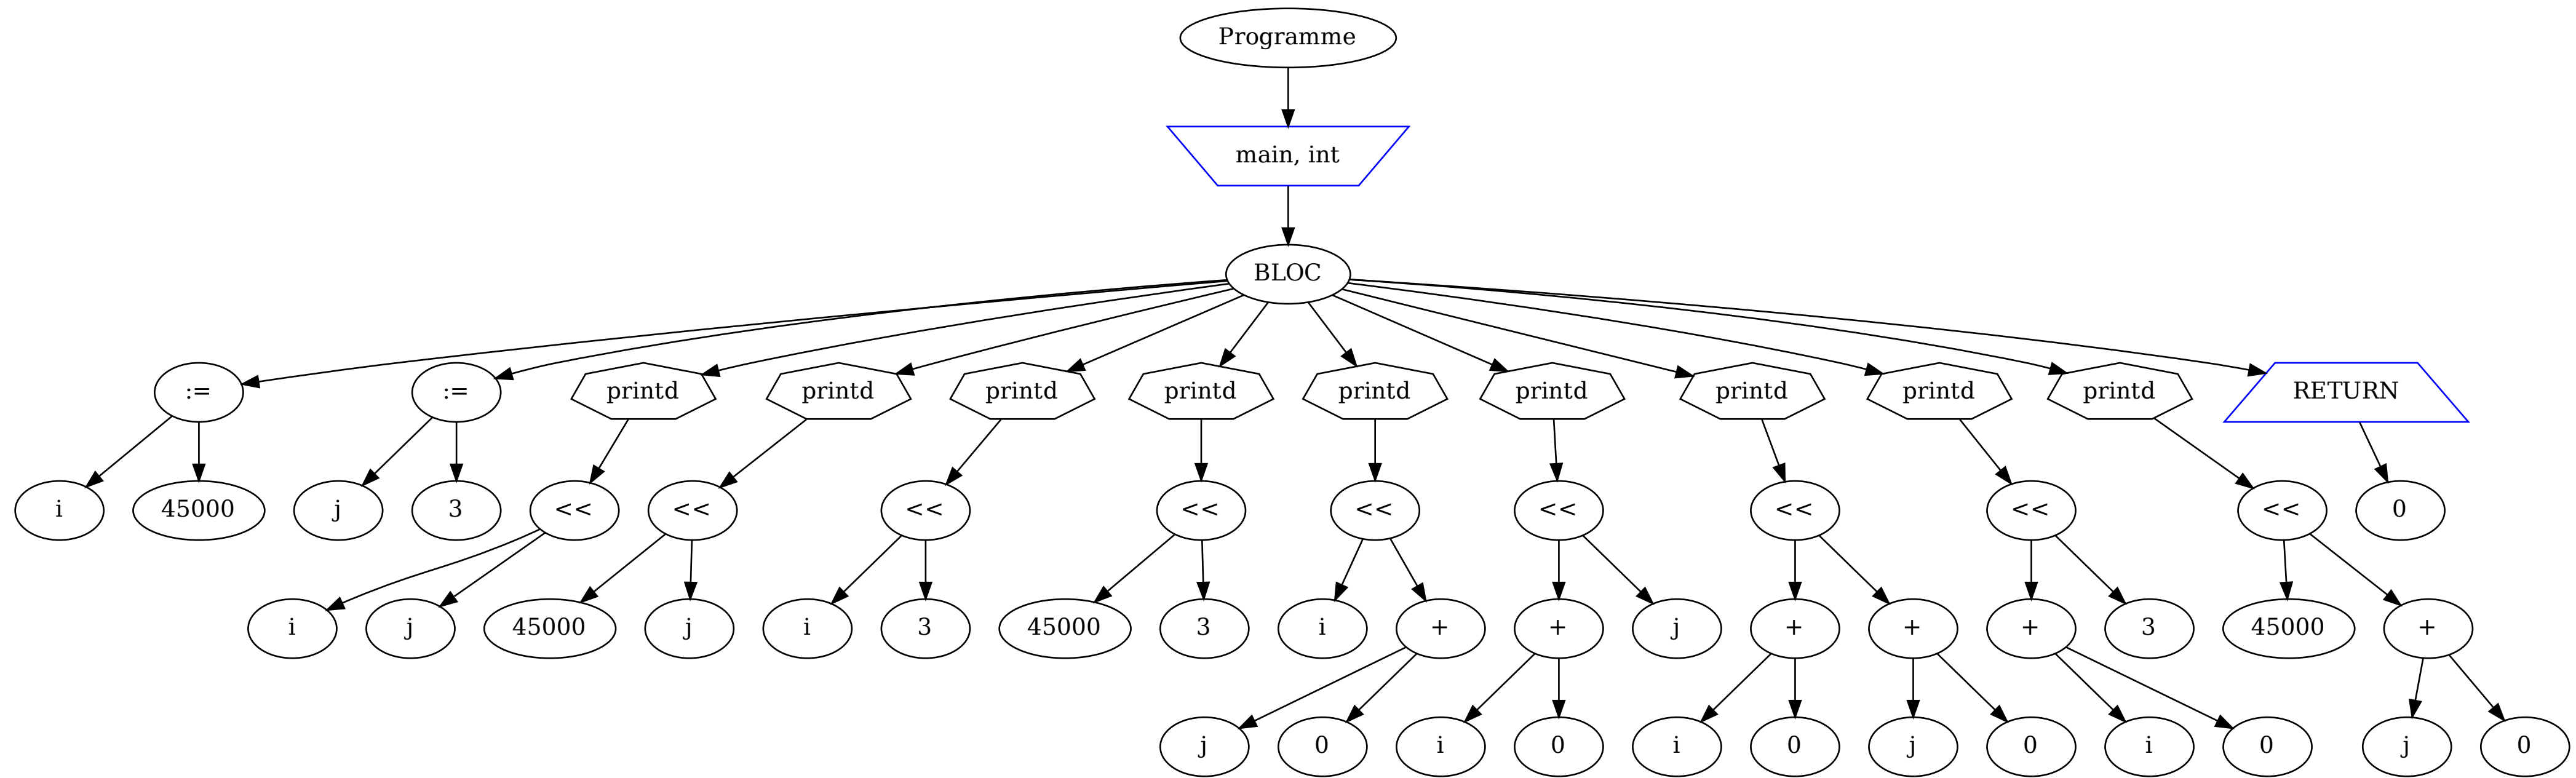 Programme
main, int
BLOC
:= := printd printd printd printd printd printd printd printd printd RETURN
i 45000 j 3 << << << << << << << << << 0
i j 45000 j i 3 45000 3 i + + j + + + 3 45000 +
j 0 i 0 i 0 j 0 i 0 j 0